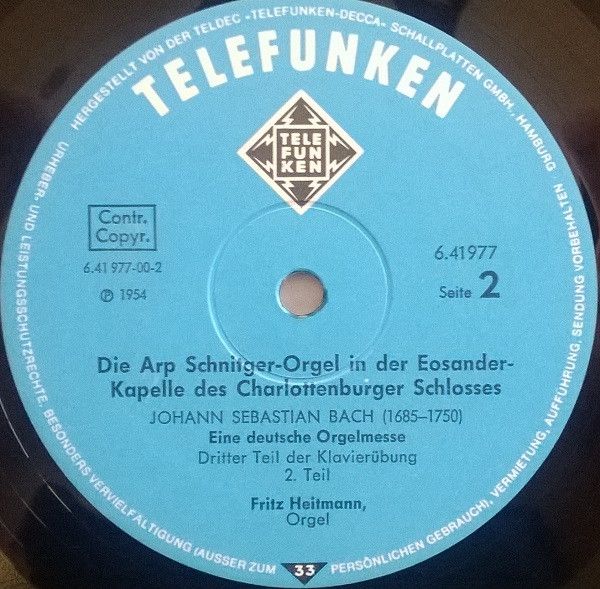 HERGESTELLT VON DER TELDEC »TELEFUNKEN-DECCA« SCHALLPLATTEN GMBH., HAMBURG
TELEFUNKEN
TELE
FUN
KEN
Contr.
Copyr.
6.41977-00-2
℗ 1954
6.41977
Seite 2
Die Arp Schnitger-Orgel in der Eosander-
Kapelle des Charlottenburger Schlosses
JOHANN SEBASTIAN BACH (1685–1750)
Eine deutsche Orgelmesse
Dritter Teil der Klavierübung
2. Teil
Fritz Heitmann,
Orgel
URHEBER- UND LEISTUNGSSCHUTZRECHTE, BESONDERS VERVIELFÄLTIGUNG (AUSSER ZUM PERSÖNLICHEN GEBRAUCH), VERMIETUNG, AUFFÜHRUNG, SENDUNG VORBEHALTEN
33